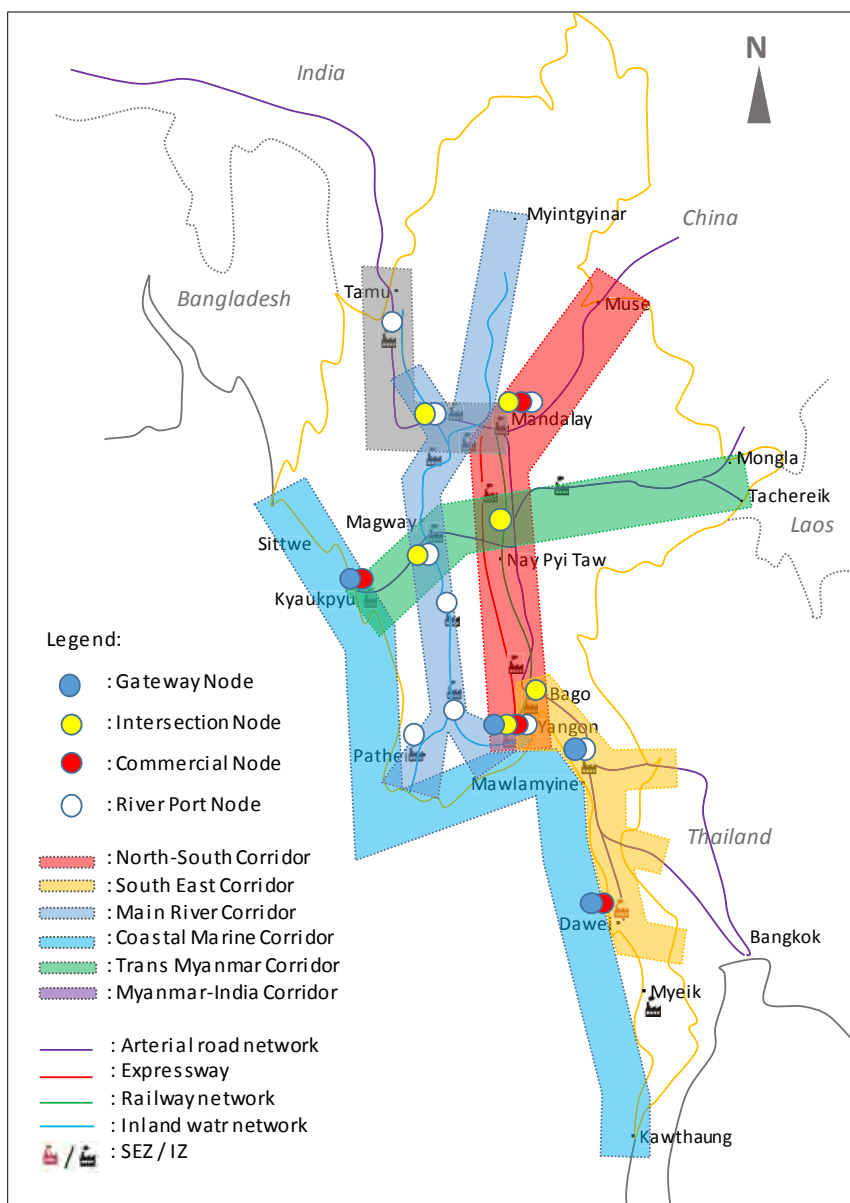 India
N
Myintgyinar
China
Tamu
Bangladesh
Muse
Mandalay
Mongla
Tachereik
Magway
Laos
Sittwe
Nay Pyi Taw
Kyaukpyu
Legend:
: Gateway Node
: Intersection Node
: Commercial Node
: River Port Node
Bago
Yangon
Pathein
Mawlamyine
Thailand
Dawei
Bangkok
Myeik
Kawthaung
: North-South Corridor
: South East Corridor
: Main River Corridor
: Coastal Marine Corridor
: Trans Myanmar Corridor
: Myanmar-India Corridor
: Arterial road network
: Expressway
: Railway network
: Inland watr network
/ : SEZ / IZ